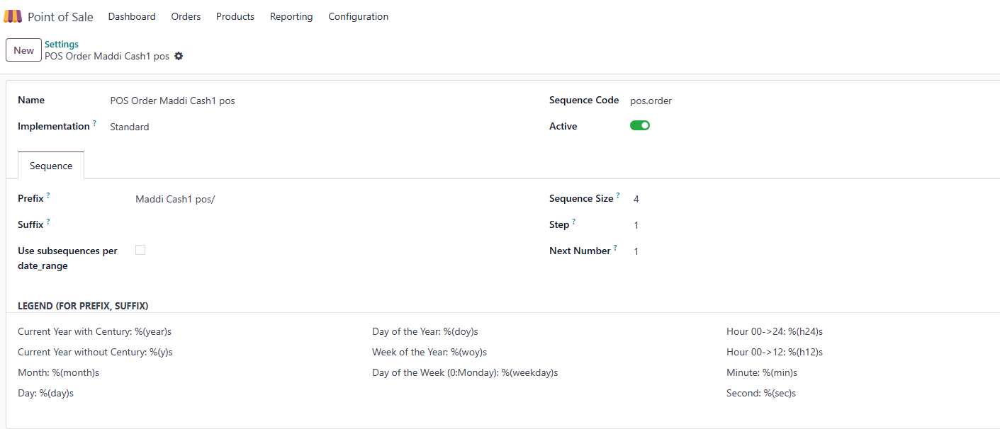 Point of Sale Dashboard Orders Products Reporting Configuration
New
Settings
POS Order Maddi Cash1 pos
Name POS Order Maddi Cash1 pos
Sequence Code pos.order
Implementation ? Standard
Active
Sequence
Prefix ? Maddi Cash1 pos/
Sequence Size ? 4
Suffix ?
Step ? 1
Use subsequences per
date_range
Next Number ? 1
LEGEND (FOR PREFIX, SUFFIX)
Current Year with Century: %(year)s
Day of the Year: %(doy)s
Hour 00->24: %(h24)s
Current Year without Century: %(y)s
Week of the Year: %(woy)s
Hour 00->12: %(h12)s
Month: %(month)s
Day of the Week (0:Monday): %(weekday)s
Minute: %(min)s
Day: %(day)s
Second: %(sec)s